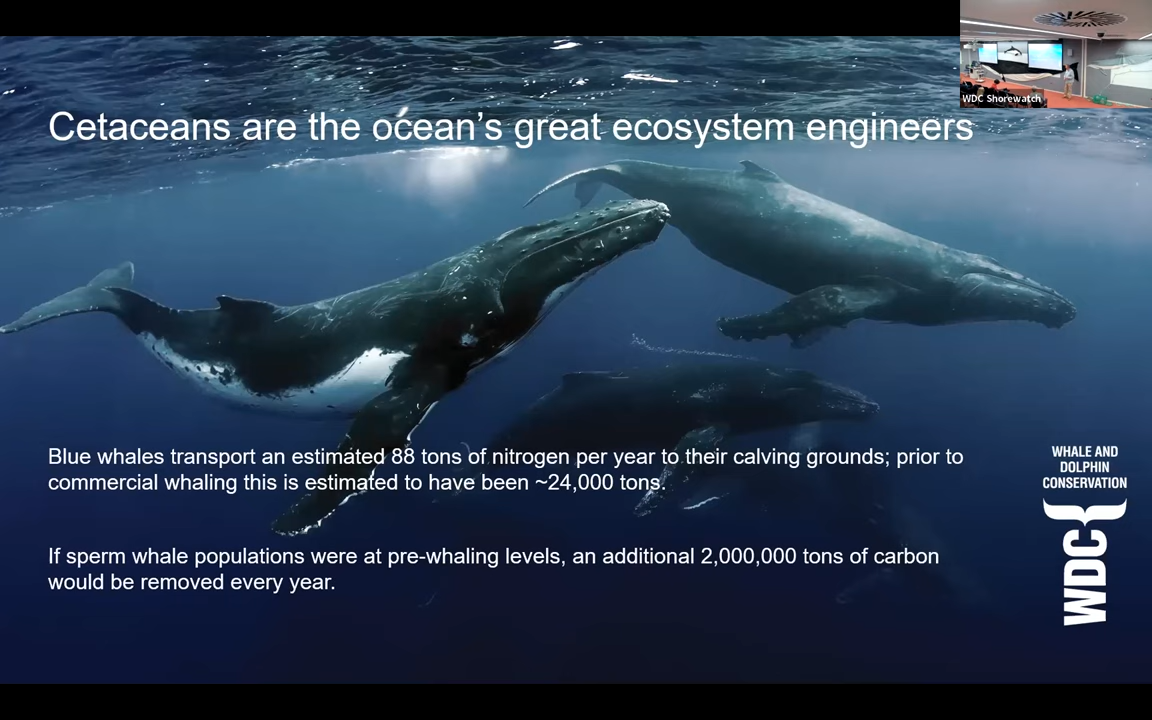 WDC Shorewatch
Cetaceans are the ocean's great ecosystem engineers
Blue whales transport an estimated 88 tons of nitrogen per year to their calving grounds; prior to
commercial whaling this is estimated to have been ~24,000 tons.
If sperm whale populations were at pre-whaling levels, an additional 2,000,000 tons of carbon
would be removed every year.
WHALE AND
DOLPHIN
CONSERVATION
WDC